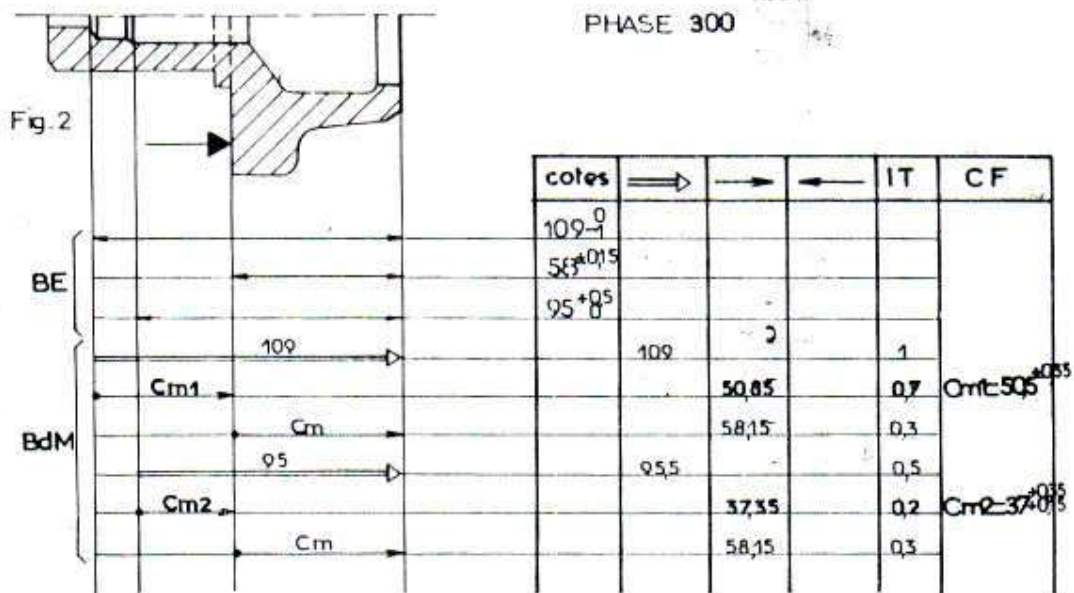 PHASE 300
Fig. 2
cotes IT CF
109 0 -1
58 ±0,15
BE
95 +0,5 0
109 109 1
Cm1 50,85 0,7 Cm1=50,5 ±0,35
BdM
Cm 58,15 0,3
95 95,5 0,5
Cm2 37,35 0,2 Cm2=37
Cm 58,15 0,3